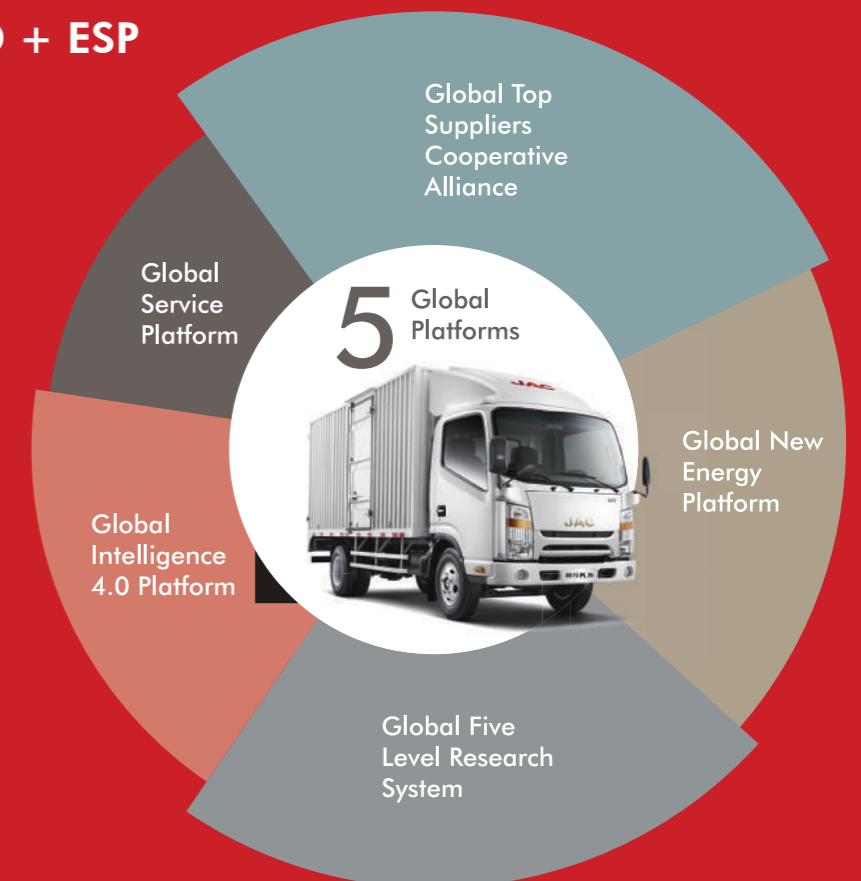 + ESP
Global Top
Suppliers
Cooperative
Alliance
Global
Service
Platform
5 Global
Platforms
JAC
Global New
Energy
Platform
JAC
Global
Intelligence
4.0 Platform
Global Five
Level Research
System